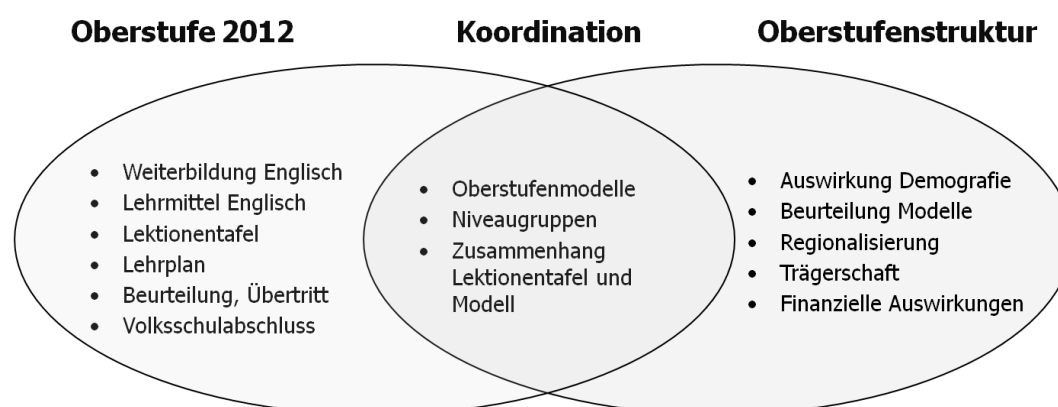 Oberstufe 2012
Koordination
Oberstufenstruktur
• Weiterbildung Englisch
• Lehrmittel Englisch
• Lektionentafel
• Lehrplan
• Beurteilung, Übertritt
• Volksschulabschluss
• Oberstufenmodelle
• Niveaugruppen
• Zusammenhang
Lektionentafel und
Modell
• Auswirkung Demografie
• Beurteilung Modelle
• Regionalisierung
• Trägerschaft
• Finanzielle Auswirkungen